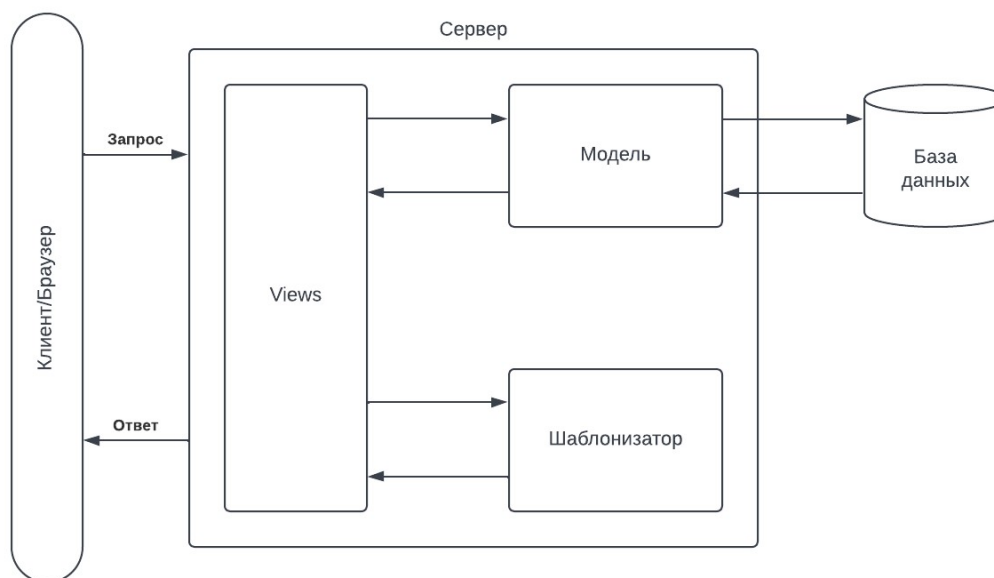 Сервер
Запрос
Модель
База
данных
Клиент/Браузер
Views
Ответ
Шаблонизатор